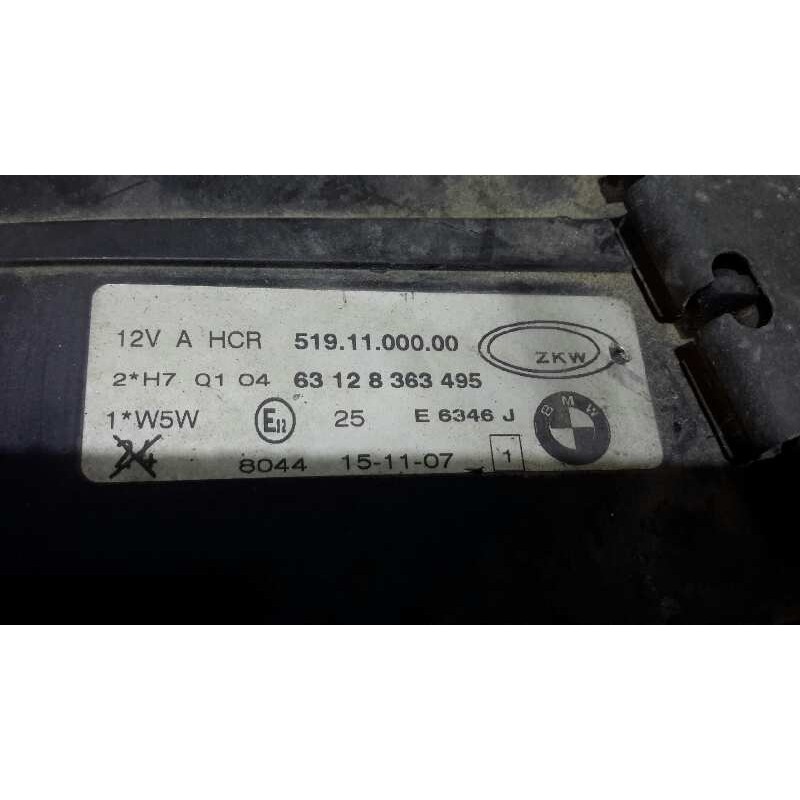 12V A HCR 519.11.000.00 ZKW
2*H7 Q1 04 63 12 8 363 495
1*W5W E12 25 E 6346 J BMW
24 8044 15-11-07 1